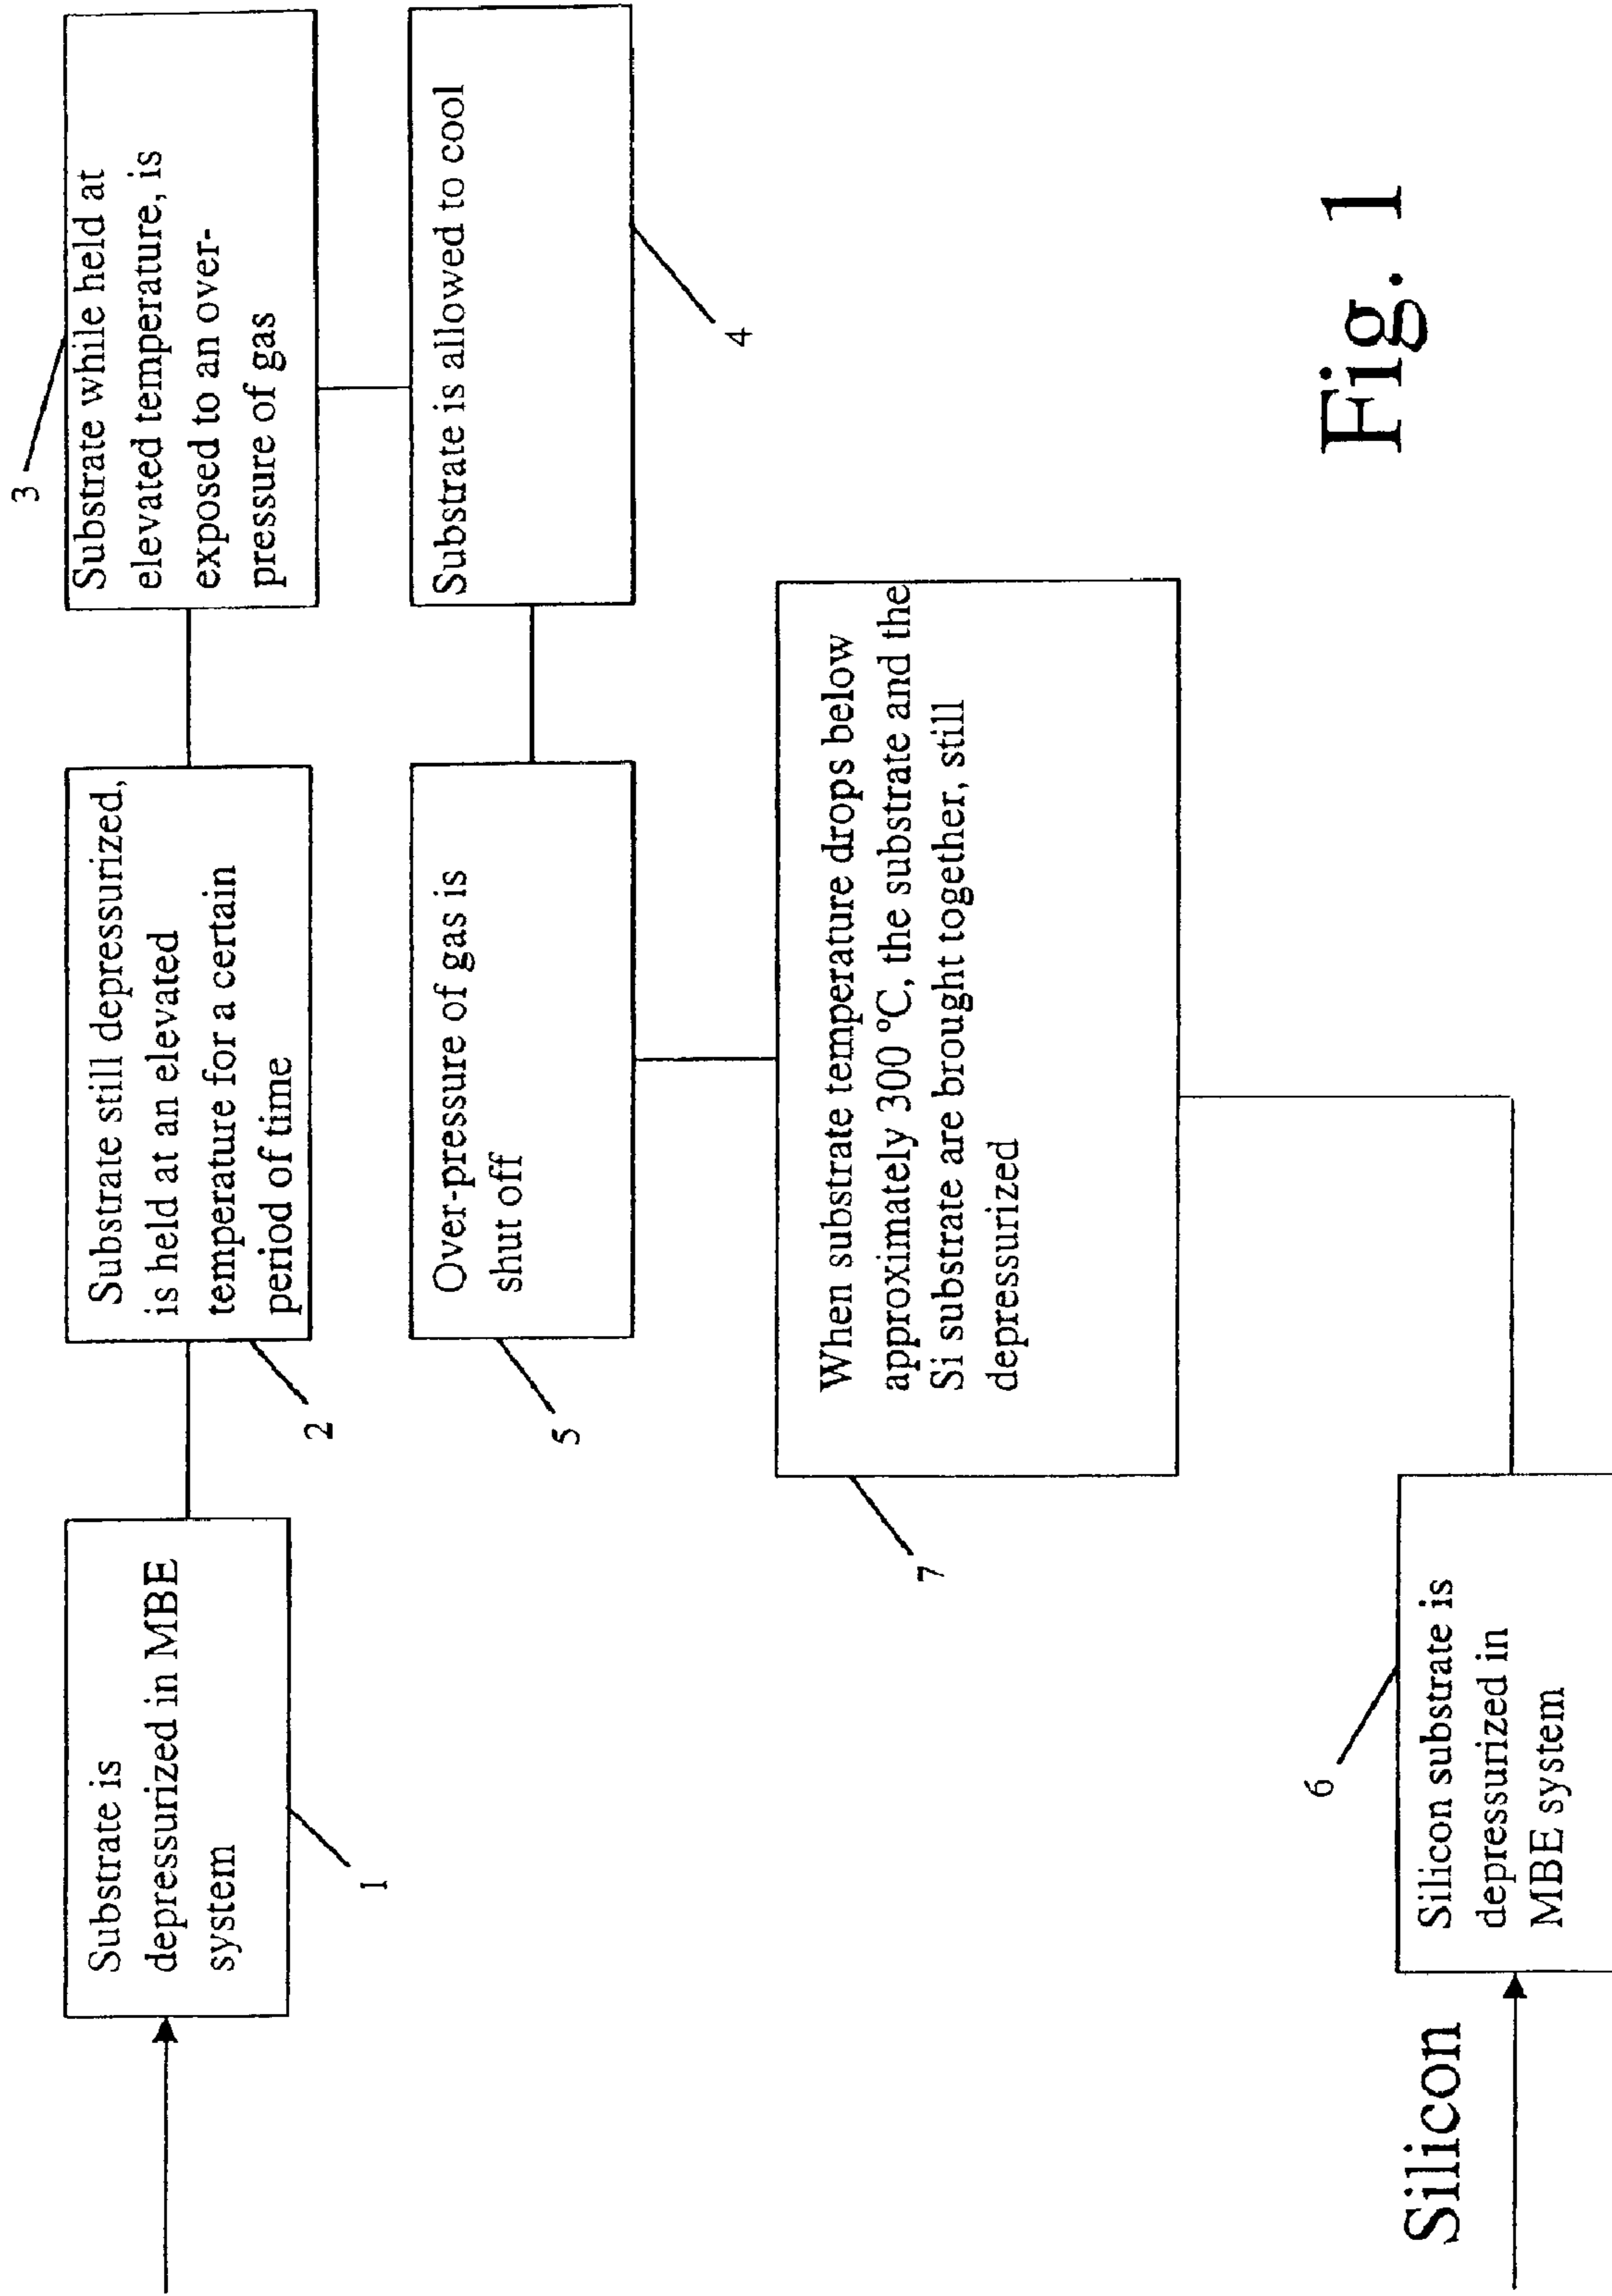 Substrate is
depressurized in MBE
system
1
Substrate still depressurized,
is held at an elevated
temperature for a certain
period of time
2
Substrate while held at
elevated temperature, is
exposed to an over-
pressure of gas
3
Substrate is allowed to cool
4
Over-pressure of gas is
shut off
5
When substrate temperature drops below
approximately 300 °C, the substrate and the
Si substrate are brought together, still
depressurized
7
Silicon
Silicon substrate is
depressurized in
MBE system
6
Fig. 1